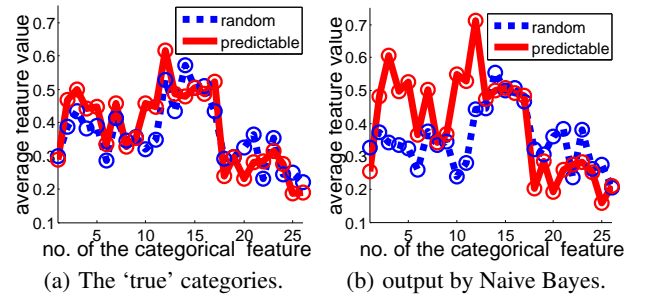 random
predictable
0.7
0.6
0.5
0.4
0.3
0.2
0.1
5 10 15 20 25
average feature value
no. of the categorical feature
(a) The ‘true’ categories.
random
predictable
0.7
0.6
0.5
0.4
0.3
0.2
0.1
5 10 15 20 25
average feature value
no. of the categorical feature
(b) output by Naive Bayes.